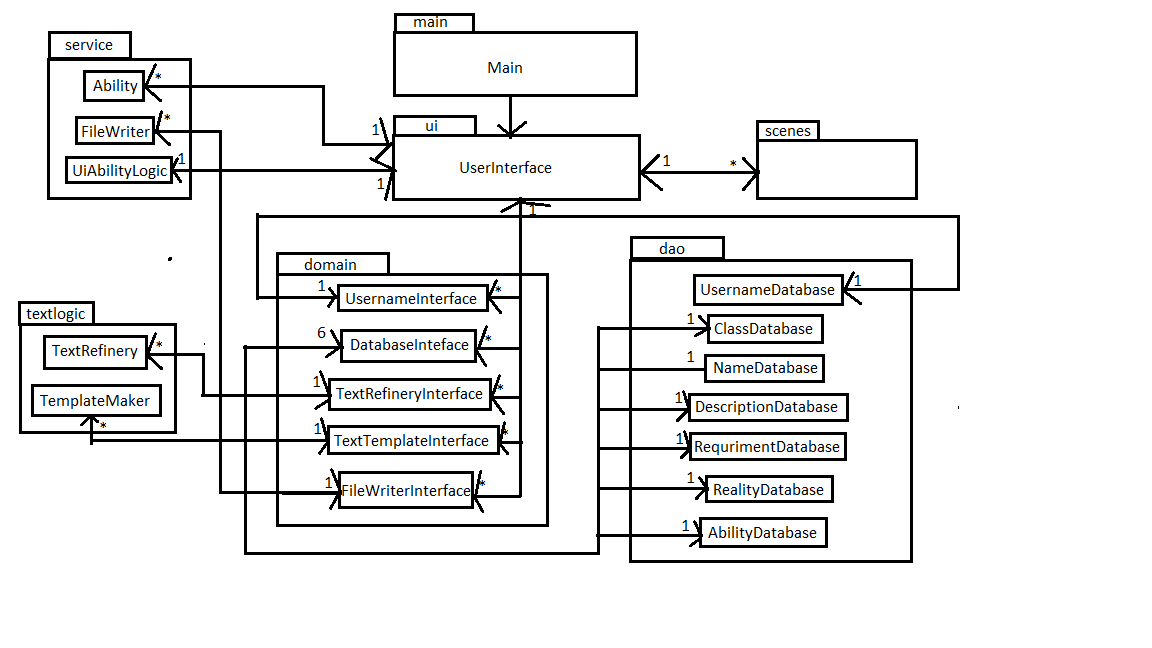 main
Main
service
Ability
*
FileWriter
*
UiAbilityLogic
1
1
1
ui
UserInterface
1
*
scenes
1
domain
1
UsernameInterface
*
6
DatabaseInteface
*
1
TextRefineryInterface
*
1
TextTemplateInterface
*
1
FileWriterInterface
*
textlogic
TextRefinery
*
TemplateMaker
*
dao
UsernameDatabase
1
1
ClassDatabase
1
NameDatabase
1
DescriptionDatabase
1
RequrimentDatabase
1
RealityDatabase
1
AbilityDatabase